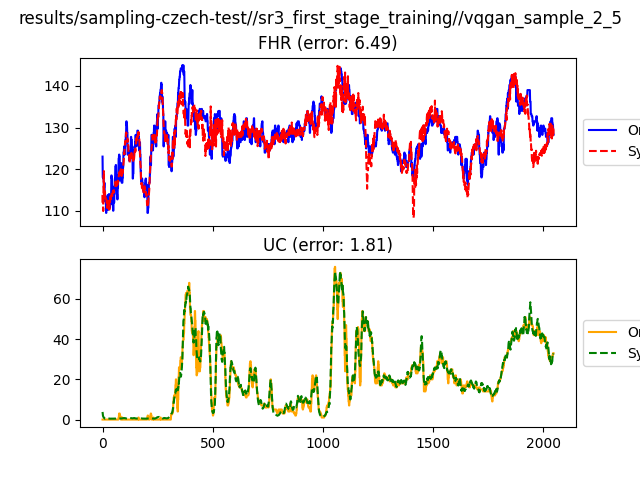 results/sampling-czech-test//sr3_first_stage_training//vqgan_sample_2_5
FHR (error: 6.49)
140
130
120
110
Or
Sy
UC (error: 1.81)
60
40
20
0
Or
Sy
0
500
1000
1500
2000